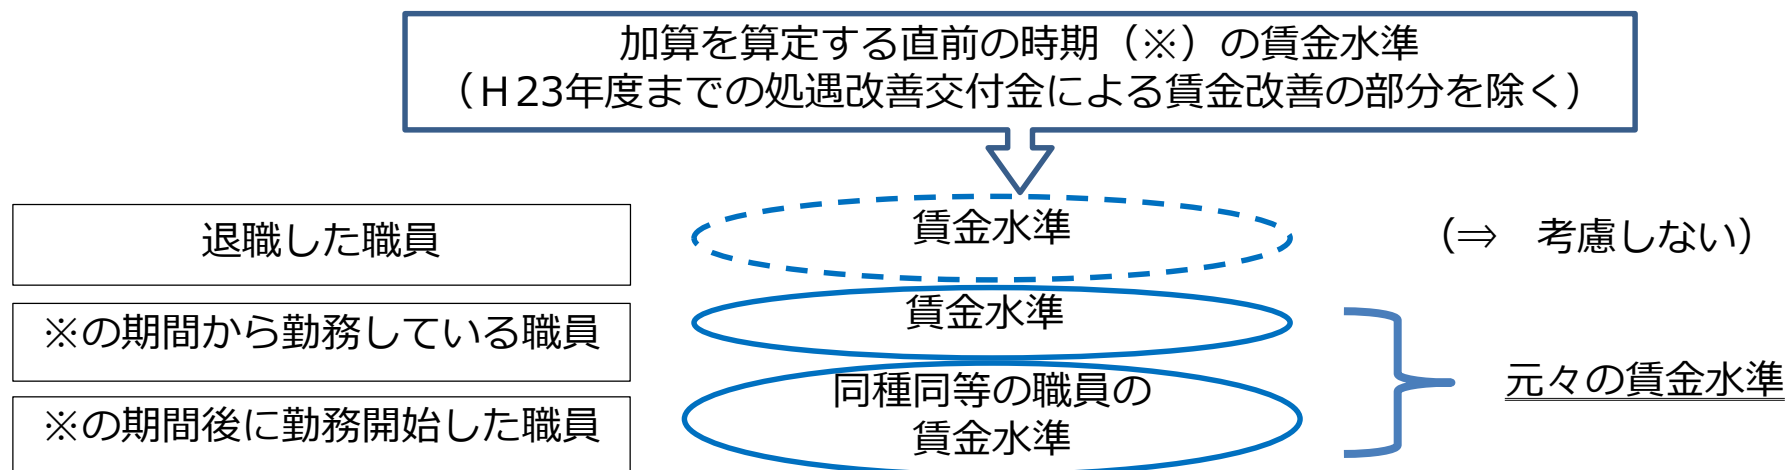 加算を算定する直前の時期（※）の賃金水準
（Ｈ23年度までの処遇改善交付金による賃金改善の部分を除く）
退職した職員
賃金水準
（⇒　考慮しない）
※の期間から勤務している職員
賃金水準
元々の賃金水準
※の期間後に勤務開始した職員
同種同等の職員の
賃金水準